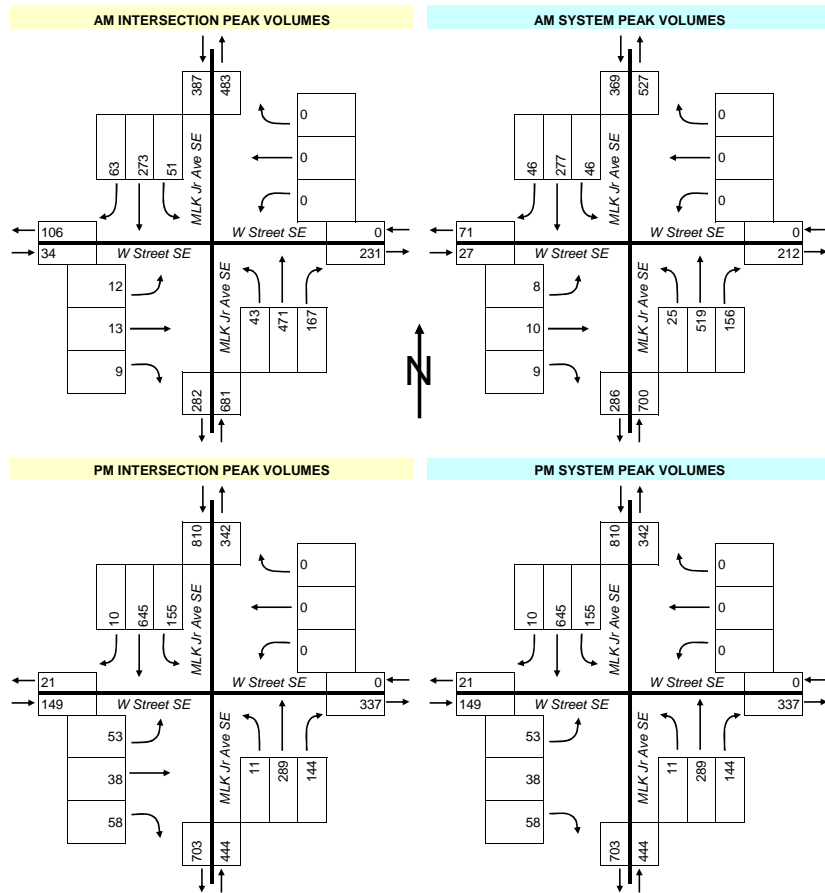 AM INTERSECTION PEAK VOLUMES
387 483
63 273 51
MLK Jr Ave SE
0
0
0
106
34
W Street SE
W Street SE
0
231
12
13
9
MLK Jr Ave SE
43 471 167
282 681
AM SYSTEM PEAK VOLUMES
369 527
46 277 46
MLK Jr Ave SE
0
0
0
71
27
W Street SE
W Street SE
0
212
8
10
9
MLK Jr Ave SE
25 519 156
286 700
N
PM INTERSECTION PEAK VOLUMES
810 342
10 645 155
MLK Jr Ave SE
0
0
0
21
149
W Street SE
W Street SE
0
337
53
38
58
MLK Jr Ave SE
11 289 144
703 444
PM SYSTEM PEAK VOLUMES
810 342
10 645 155
MLK Jr Ave SE
0
0
0
21
149
W Street SE
W Street SE
0
337
53
38
58
MLK Jr Ave SE
11 289 144
703 444